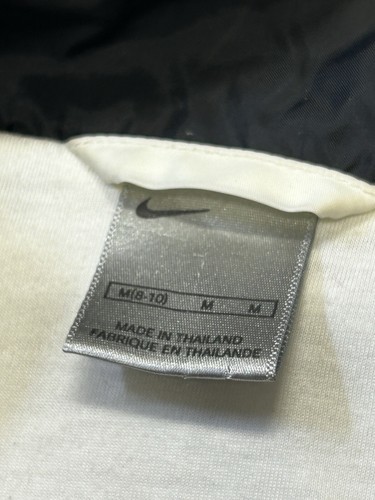 M(8-10) M M
MADE IN THAILAND
FABRIQUE EN THAILANDE